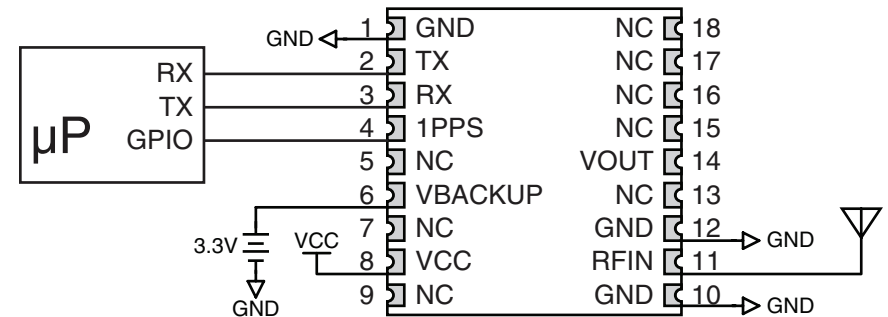 1 GND NC 18
GND
2 TX NC 17
RX
3 RX NC 16
TX
µP
4 1PPS NC 15
GPIO
5 NC VOUT 14
6 VBACKUP NC 13
7 NC GND 12
GND
3.3V
VCC
8 VCC RFIN 11
9 NC GND 10
GND
GND